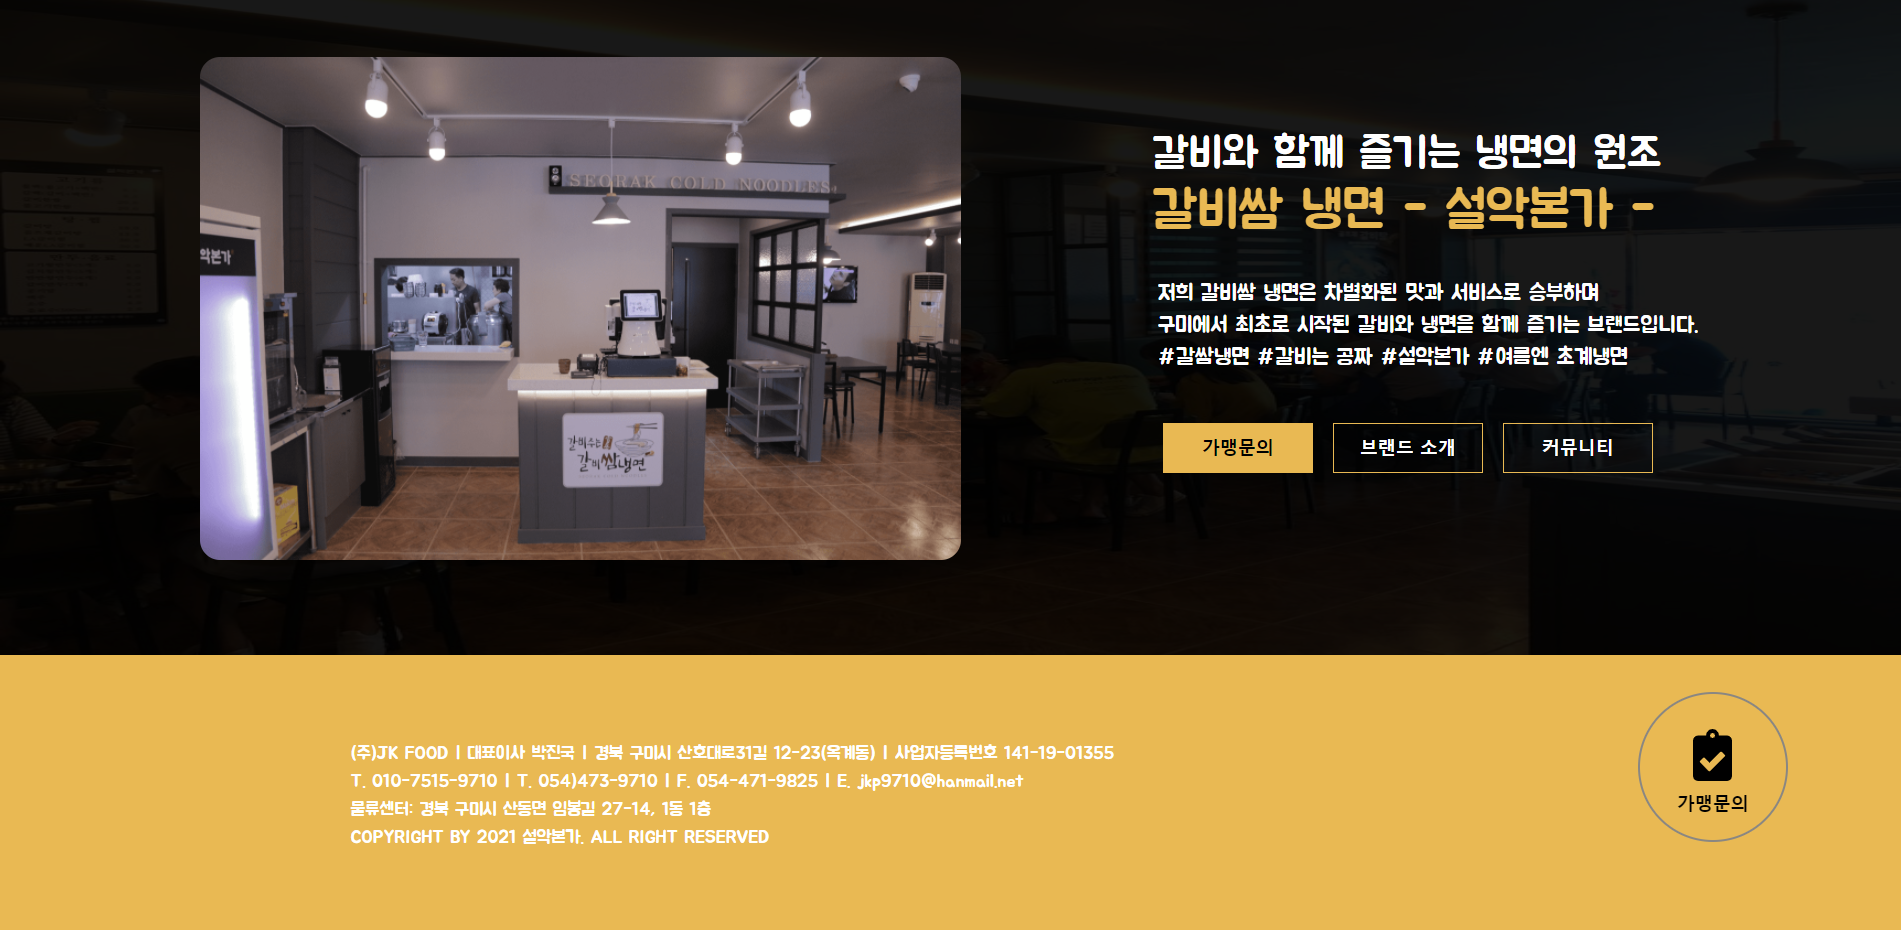 SEORAK COLD NOODLES
악본가
갈비수는
갈비쌈냉면
갈비와 함께 즐기는 냉면의 원조
갈비쌈 냉면 - 설악본가 -
저희 갈비쌈 냉면은 차별화된 맛과 서비스로 승부하며
구미에서 최초로 시작된 갈비와 냉면을 함께 즐기는 브랜드입니다.
#갈쌈냉면 #갈비는 공짜 #설악본가 #여름엔 초계냉면
가맹문의
브랜드 소개
커뮤니티
(주)JK FOOD | 대표이사 박진국 | 경북 구미시 산호대로31길 12-23(옥계동) | 사업자등록번호 141-19-01355
T. 010-7515-9710 | T. 054)473-9710 | F. 054-471-9825 | E. jkp9710@hanmail.net
물류센터: 경북 구미시 산동면 임봉길 27-14, 1동 1층
COPYRIGHT BY 2021 설악본가. ALL RIGHT RESERVED
가맹문의